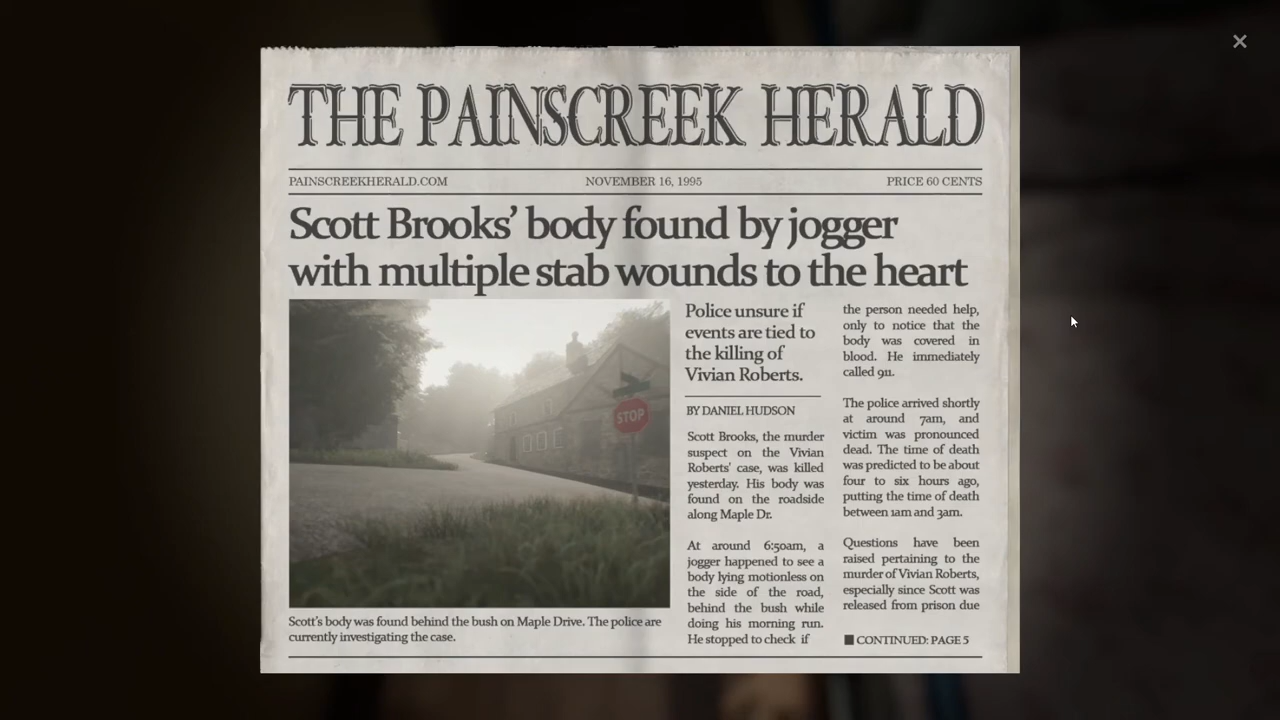 THE PAINSCREEK HERALD
PAINSCREEKHERALD.COM NOVEMBER 16, 1995 PRICE 60 CENTS
Scott Brooks’ body found by jogger
with multiple stab wounds to the heart
STOP
Scott's body was found behind the bush on Maple Drive. The police are
currently investigating the case.
Police unsure if
events are tied to
the killing of
Vivian Roberts.
BY DANIEL HUDSON
Scott Brooks, the murder
suspect on the Vivian
Roberts' case, was killed
yesterday. His body was
found on the roadside
along Maple Dr.
At around 6:50am, a
jogger happened to see a
body lying motionless on
the side of the road,
behind the bush while
doing his morning run.
He stopped to check if
the person needed help,
only to notice that the
body was covered in
blood. He immediately
called 911.
The police arrived shortly
at around 7am, and
victim was pronounced
dead. The time of death
was predicted to be about
four to six hours ago,
putting the time of death
between 1am and 3am.
Questions have been
raised pertaining to the
murder of Vivian Roberts,
especially since Scott was
released from prison due
CONTINUED: PAGE 5